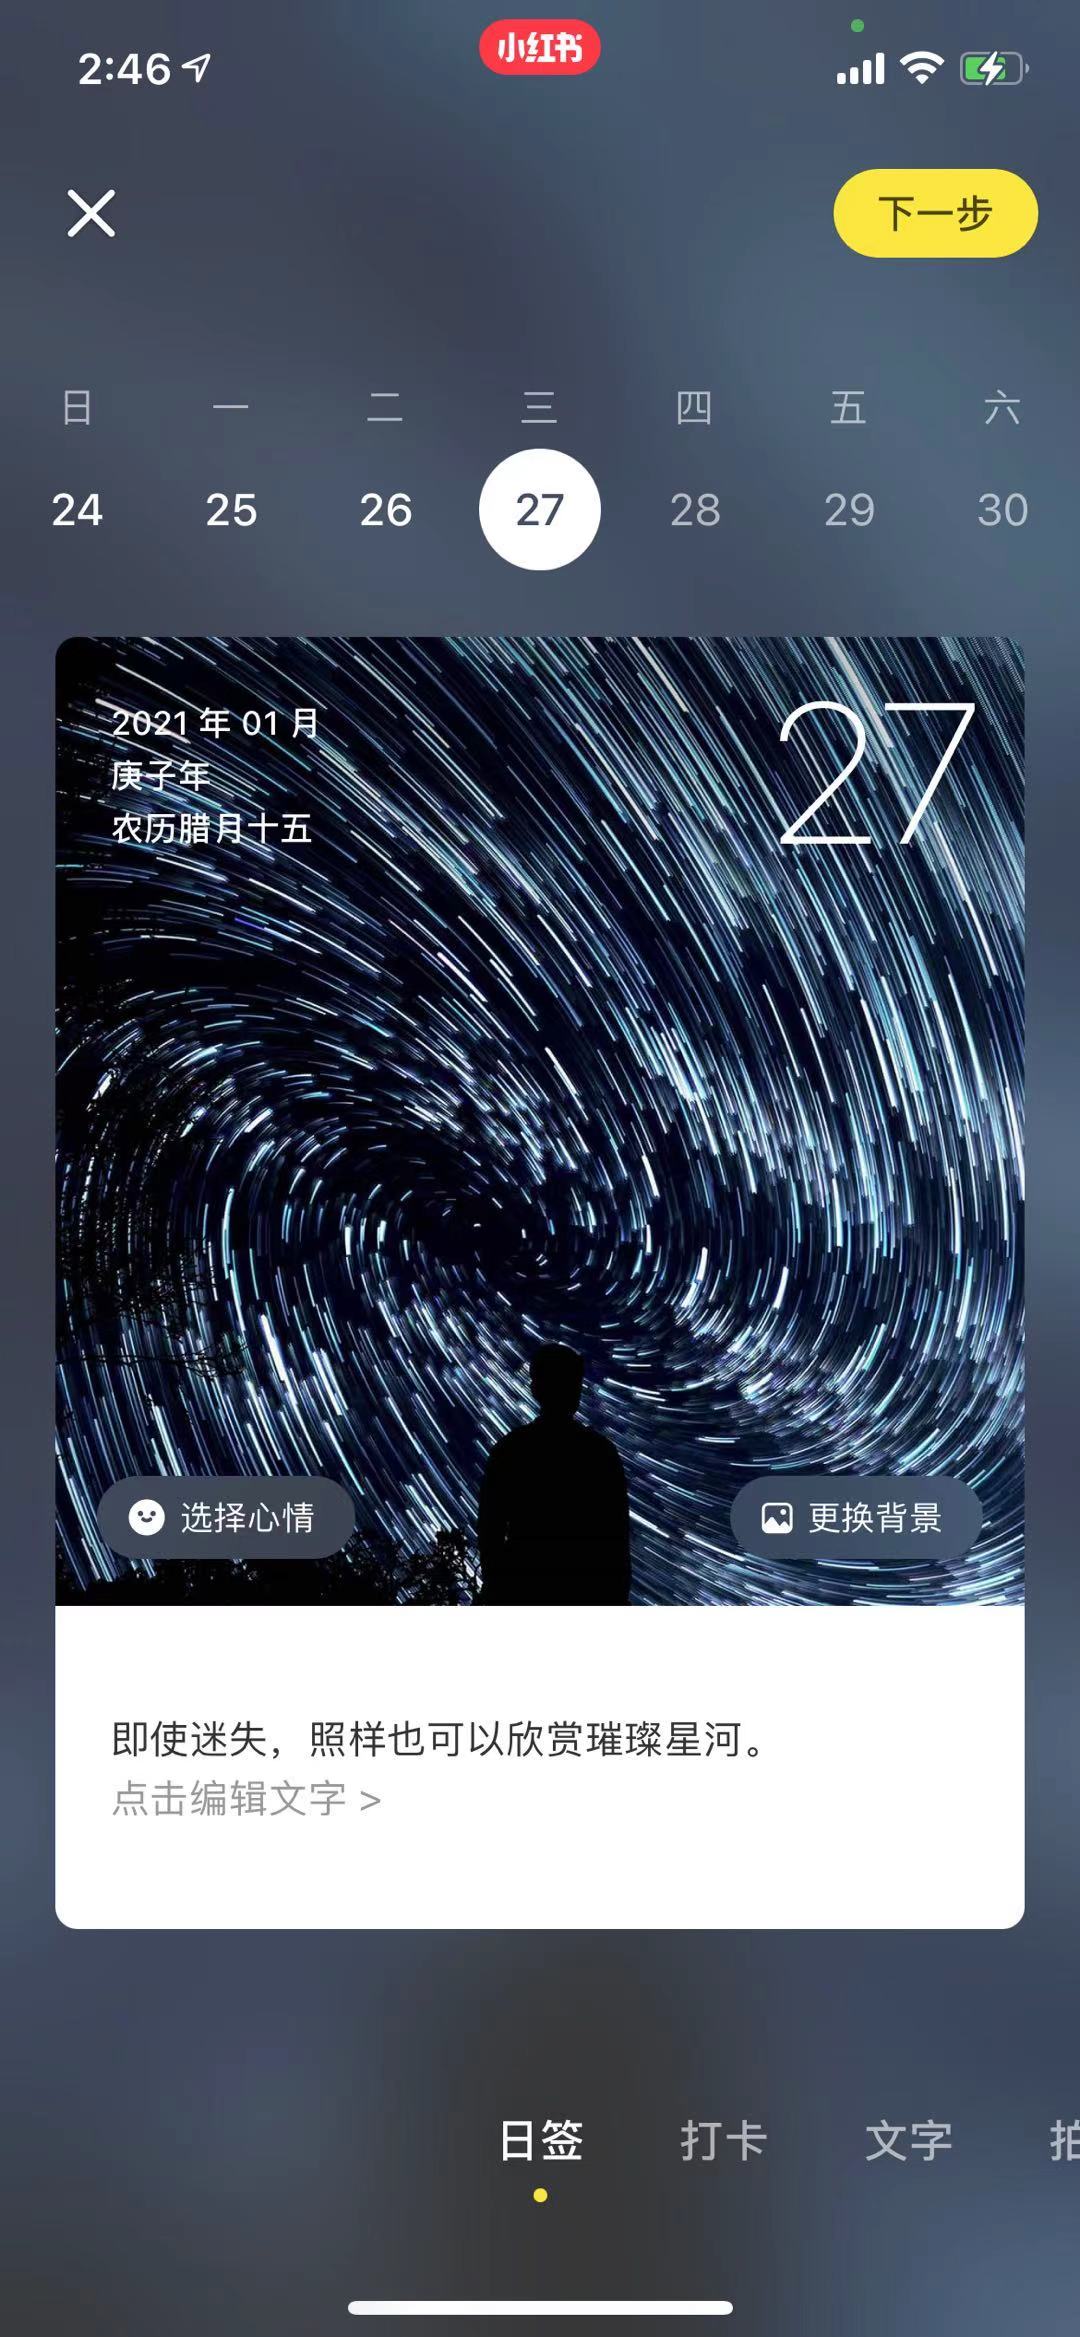 2:46
小红书
下一步
日 一 二 三 四 五 六
24 25 26 27 28 29 30
2021 年 01 月
27
庚子年
农历腊月十五
选择心情
更换背景
即使迷失，照样也可以欣赏璀璨星河。
点击编辑文字 >
日签 打卡 文字 拍